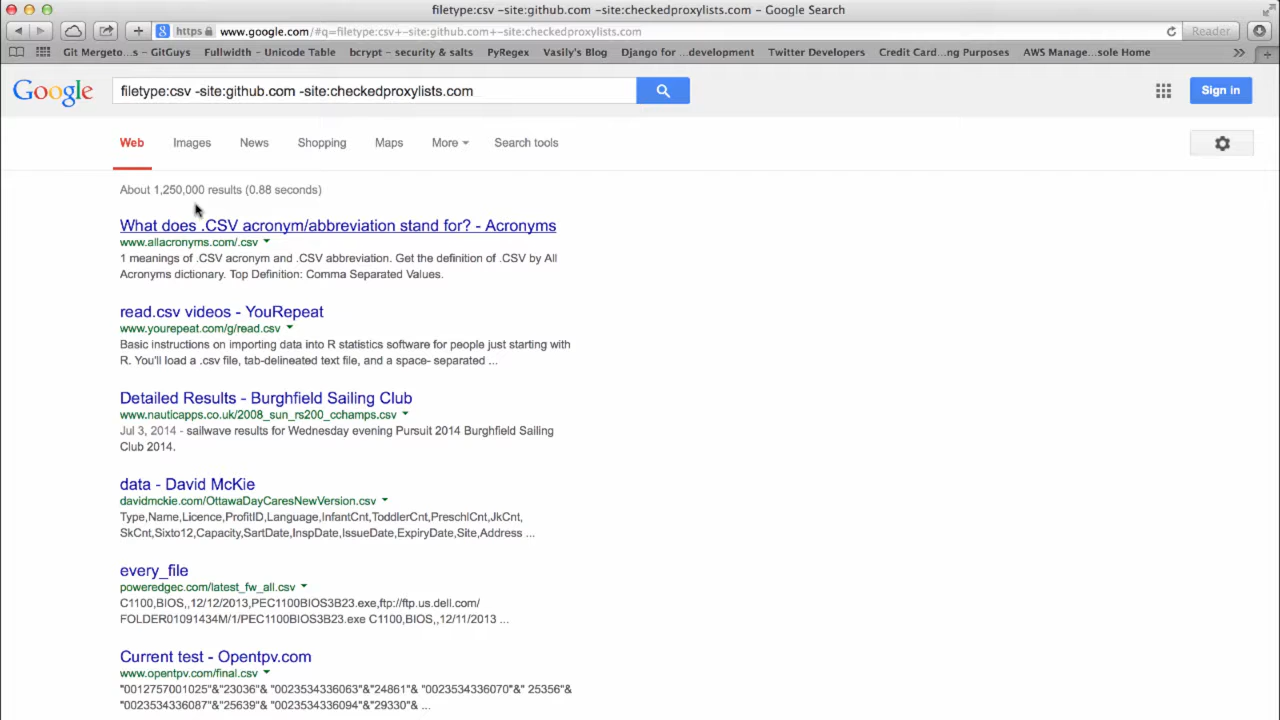 filetype:csv -site:github.com -site:checkedproxylists.com - Google Search
https www.google.com/#q=filetype:csv+-site:github.com+-site:checkedproxylists.com Reader
Git Mergeto...s - GitGuys Fullwidth - Unicode Table bcrypt - security & salts PyRegex Vasily's Blog Django for ...development Twitter Developers Credit Card...ng Purposes AWS Manage...sole Home
Google filetype:csv -site:github.com -site:checkedproxylists.com Sign in
Web Images News Shopping Maps More Search tools
About 1,250,000 results (0.88 seconds)
What does .CSV acronym/abbreviation stand for? - Acronyms
www.allacronyms.com/.csv
1 meanings of .CSV acronym and .CSV abbreviation. Get the definition of .CSV by All
Acronyms dictionary. Top Definition: Comma Separated Values.
read.csv videos - YouRepeat
www.yourepeat.com/g/read.csv
Basic instructions on importing data into R statistics software for people just starting with
R. You'll load a .csv file, tab-delineated text file, and a space- separated ...
Detailed Results - Burghfield Sailing Club
www.nauticapps.co.uk/2008_sun_rs200_cchamps.csv
Jul 3, 2014 - sailwave results for Wednesday evening Pursuit 2014 Burghfield Sailing
Club 2014.
data - David McKie
davidmckie.com/OttawaDayCaresNewVersion.csv
Type,Name,Licence,ProfitID,Language,InfantCnt,ToddlerCnt,PreschlCnt,JkCnt,
SkCnt,Sixto12,Capacity,SartDate,InspDate,IssueDate,ExpiryDate,Site,Address ...
every_file
poweredgec.com/latest_fw_all.csv
C1100,BIOS,,12/12/2013,PEC1100BIOS3B23.exe,ftp://ftp.us.dell.com/
FOLDER01091434M/1/PEC1100BIOS3B23.exe C1100,BIOS,,12/11/2013 ...
Current test - Opentpv.com
www.opentpv.com/final.csv
"0012757001025"&"23036"& "0023534336063"&"24861"& "0023534336070"&" 25356"&
"0023534336087"&"25639"& "0023534336094"&"29330"& ...